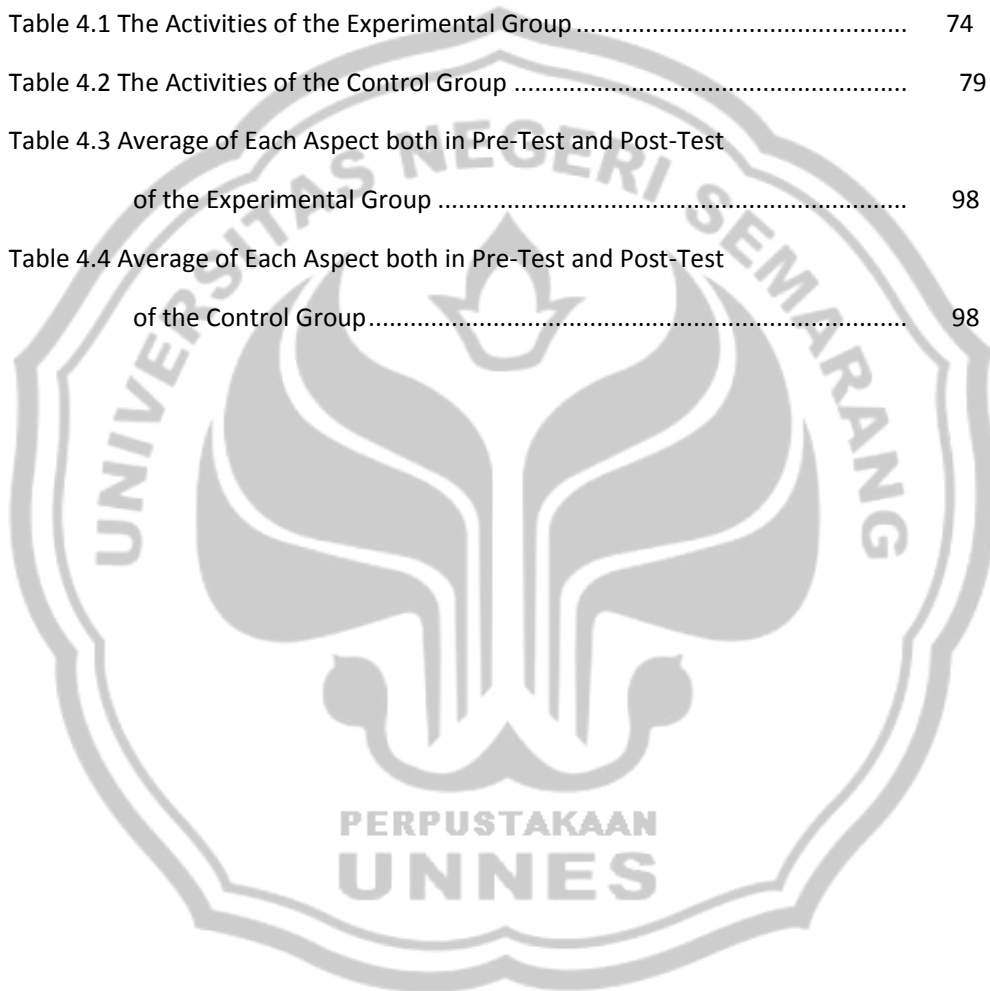 Table 4.1 The Activities of the Experimental Group ............................................. 74
Table 4.2 The Activities of the Control Group ..................................................... 79
Table 4.3 Average of Each Aspect both in Pre-Test and Post-Test
of the Experimental Group ............................................................... 98
Table 4.4 Average of Each Aspect both in Pre-Test and Post-Test
of the Control Group......................................................................... 98
UNIVERSITAS NEGERI SEMARANG
PERPUSTAKAAN
UNNES